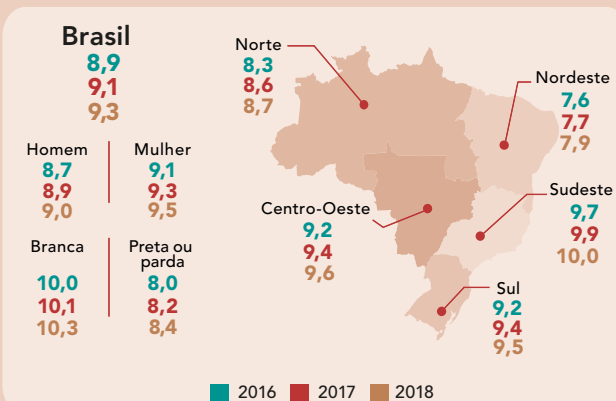 Brasil
8,9
9,1
9,3
Homem
8,7
8,9
9,0
Mulher
9,1
9,3
9,5
Branca
10,0
10,1
10,3
Preta ou
parda
8,0
8,2
8,4
Norte
8,3
8,6
8,7
Nordeste
7,6
7,7
7,9
Centro-Oeste
9,2
9,4
9,6
Sudeste
9,7
9,9
10,0
Sul
9,2
9,4
9,5
2016 2017 2018